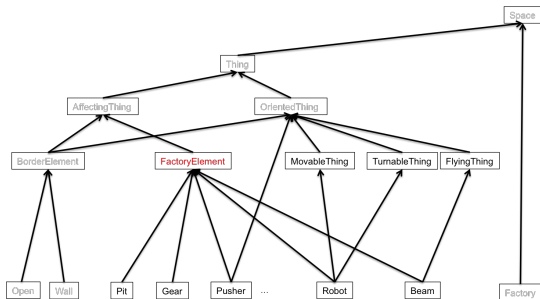 Space
Thing
AffectingThing OrientedThing
BorderElement FactoryElement MovableThing TurnableThing FlyingThing
Open Wall Pit Gear Pusher ... Robot Beam Factory